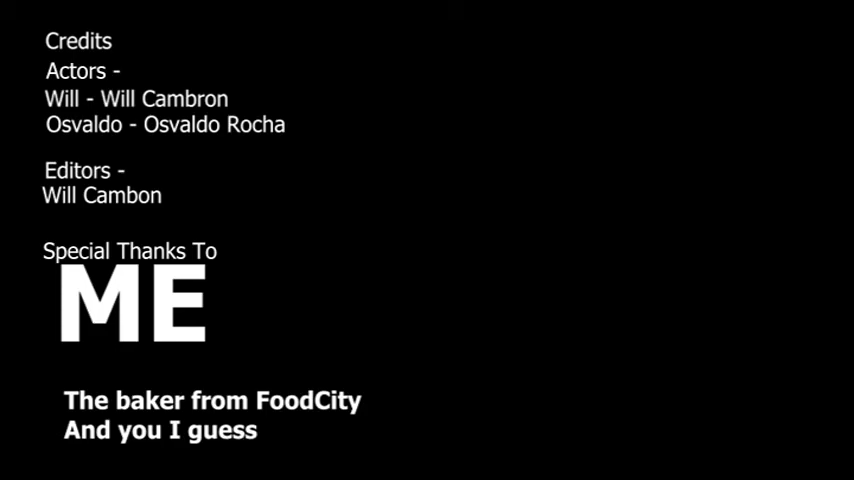 Credits
Actors -
Will - Will Cambron
Osvaldo - Osvaldo Rocha
Editors -
Will Cambon
Special Thanks To
ME
The baker from FoodCity
And you I guess